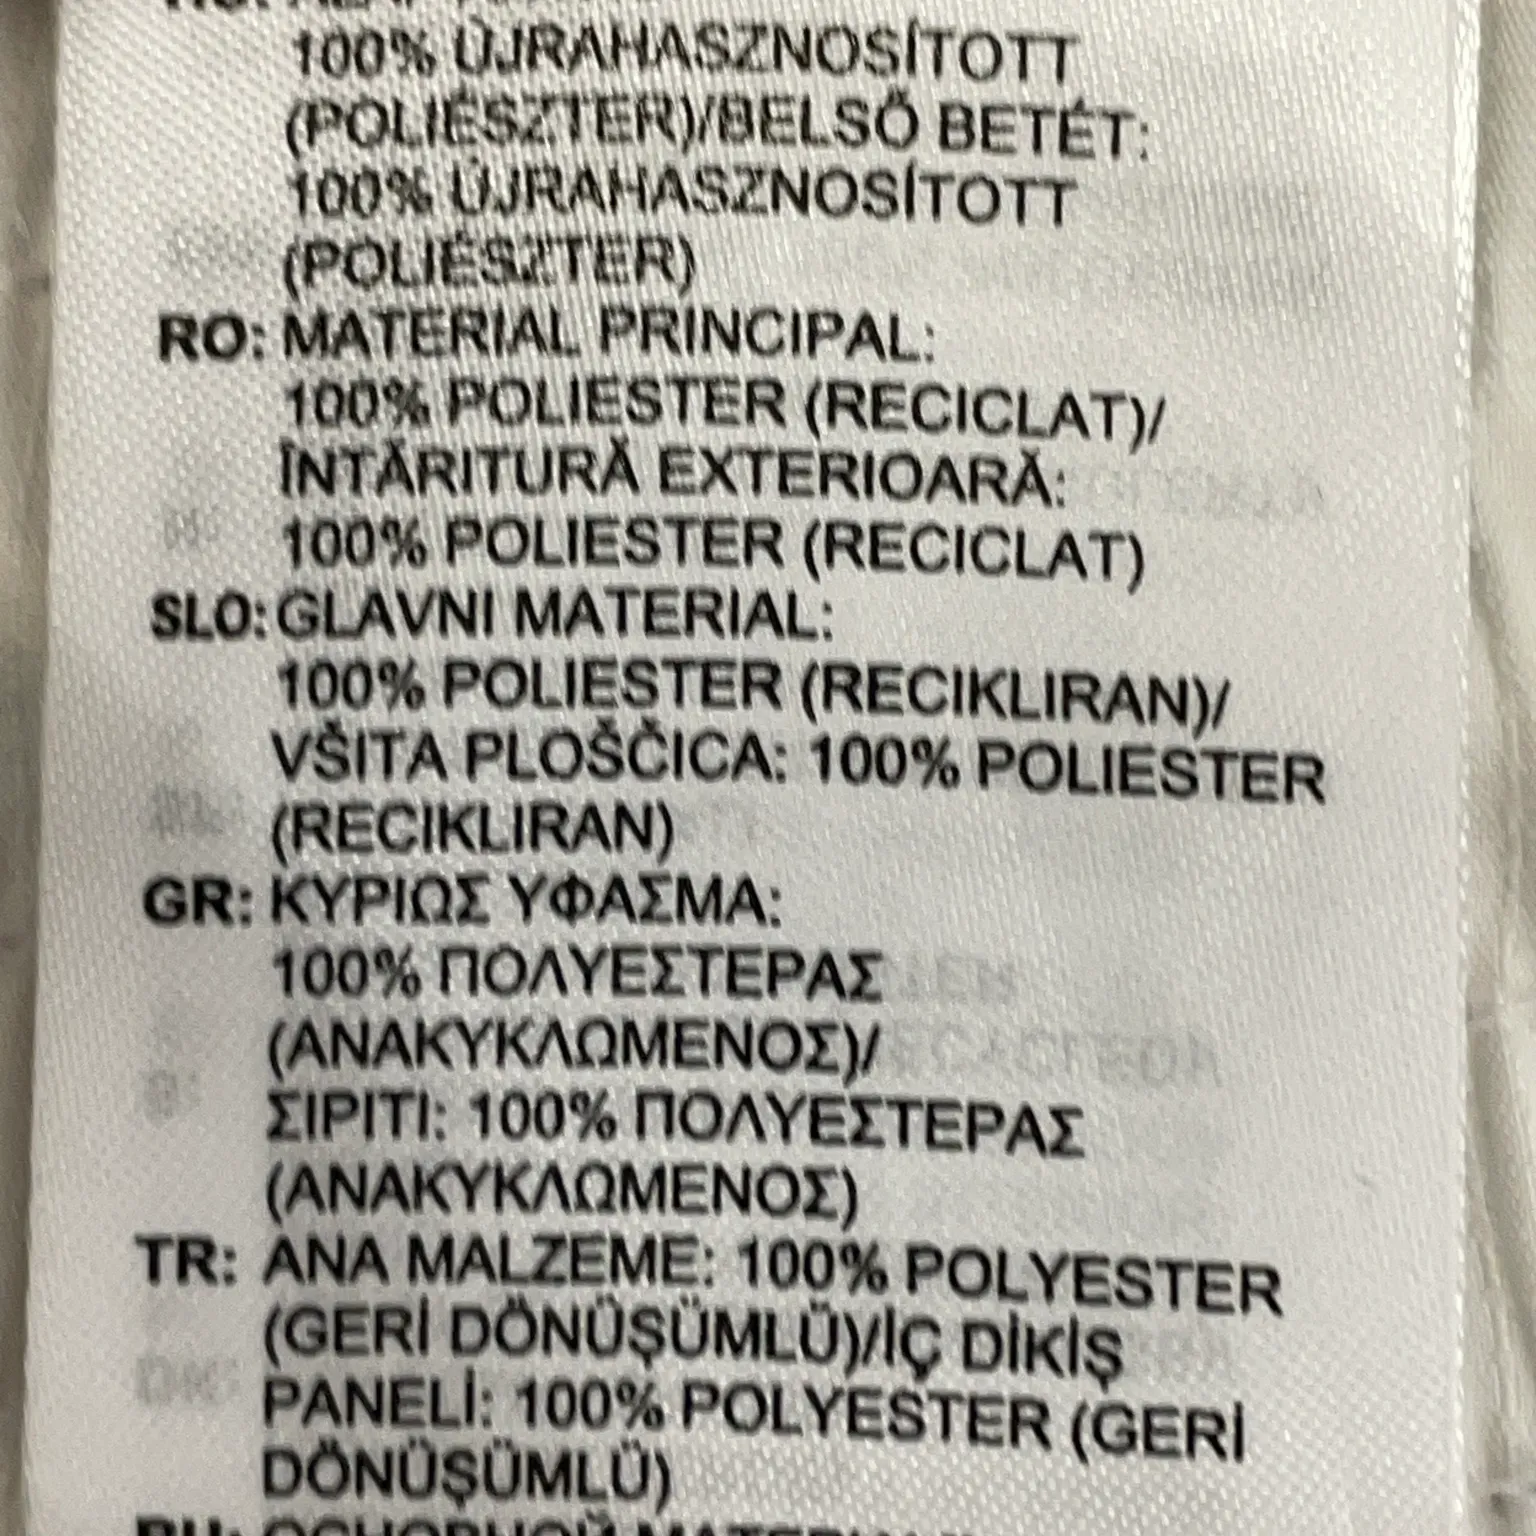 100% ÚJRAHASZNOSÍTOTT
(POLIÉSZTER)/BELSŐ BETÉT:
100% ÚJRAHASZNOSÍTOTT
(POLIÉSZTER)
RO: MATERIAL PRINCIPAL:
100% POLIESTER (RECICLAT)/
ÎNTĂRITURĂ EXTERIOARĂ:
100% POLIESTER (RECICLAT)
SLO: GLAVNI MATERIAL:
100% POLIESTER (RECIKLIRAN)/
VŠITA PLOŠČICA: 100% POLIESTER
(RECIKLIRAN)
GR: ΚΥΡΙΩΣ ΥΦΑΣΜΑ:
100% ΠΟΛΥΕΣΤΕΡΑΣ
(ΑΝΑΚΥΚΛΩΜΕΝΟΣ)/
ΣΙΡΙΤΙ: 100% ΠΟΛΥΕΣΤΕΡΑΣ
(ΑΝΑΚΥΚΛΩΜΕΝΟΣ)
TR: ANA MALZEME: 100% POLYESTER
(GERİ DÖNÜŞÜMLÜ)/İÇ DİKİŞ
PANELİ: 100% POLYESTER (GERİ
DÖNÜŞÜMLÜ)